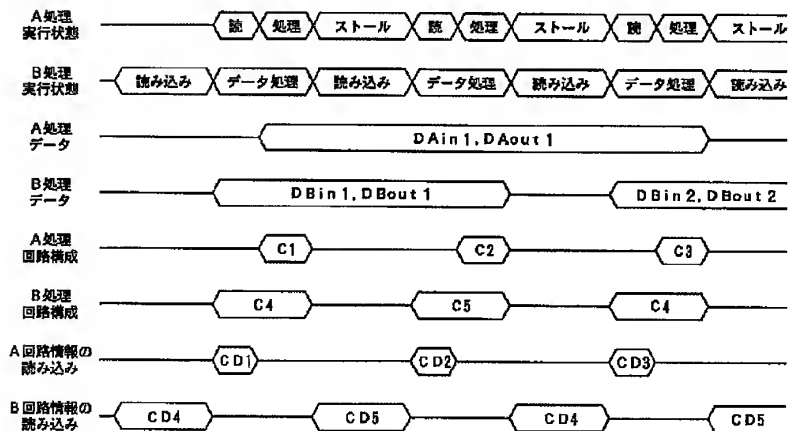 A処理
実行状態
読 処理 ストール 読 処理 ストール 読 処理 ストール
B処理
実行状態
読み込み データ処理 読み込み データ処理 読み込み データ処理 読み込み
A処理
データ
DAin1,DAout1
B処理
データ
DBin1,DBout1 DBin2,DBout2
A処理
回路構成
C1 C2 C3
B処理
回路構成
C4 C5 C4
A回路情報の
読み込み
CD1 CD2 CD3
B回路情報の
読み込み
CD4 CD5 CD4 CD5